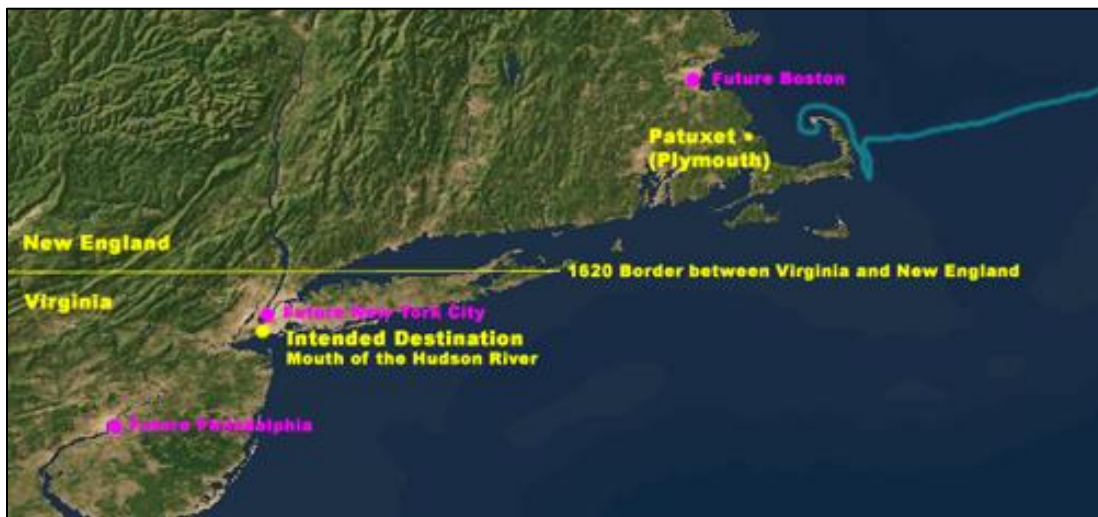 Future Boston
Patuxet
(Plymouth)
New England
1620 Border between Virginia and New England
Virginia
Future New York City
Intended Destination
Mouth of the Hudson River
Future Philadelphia